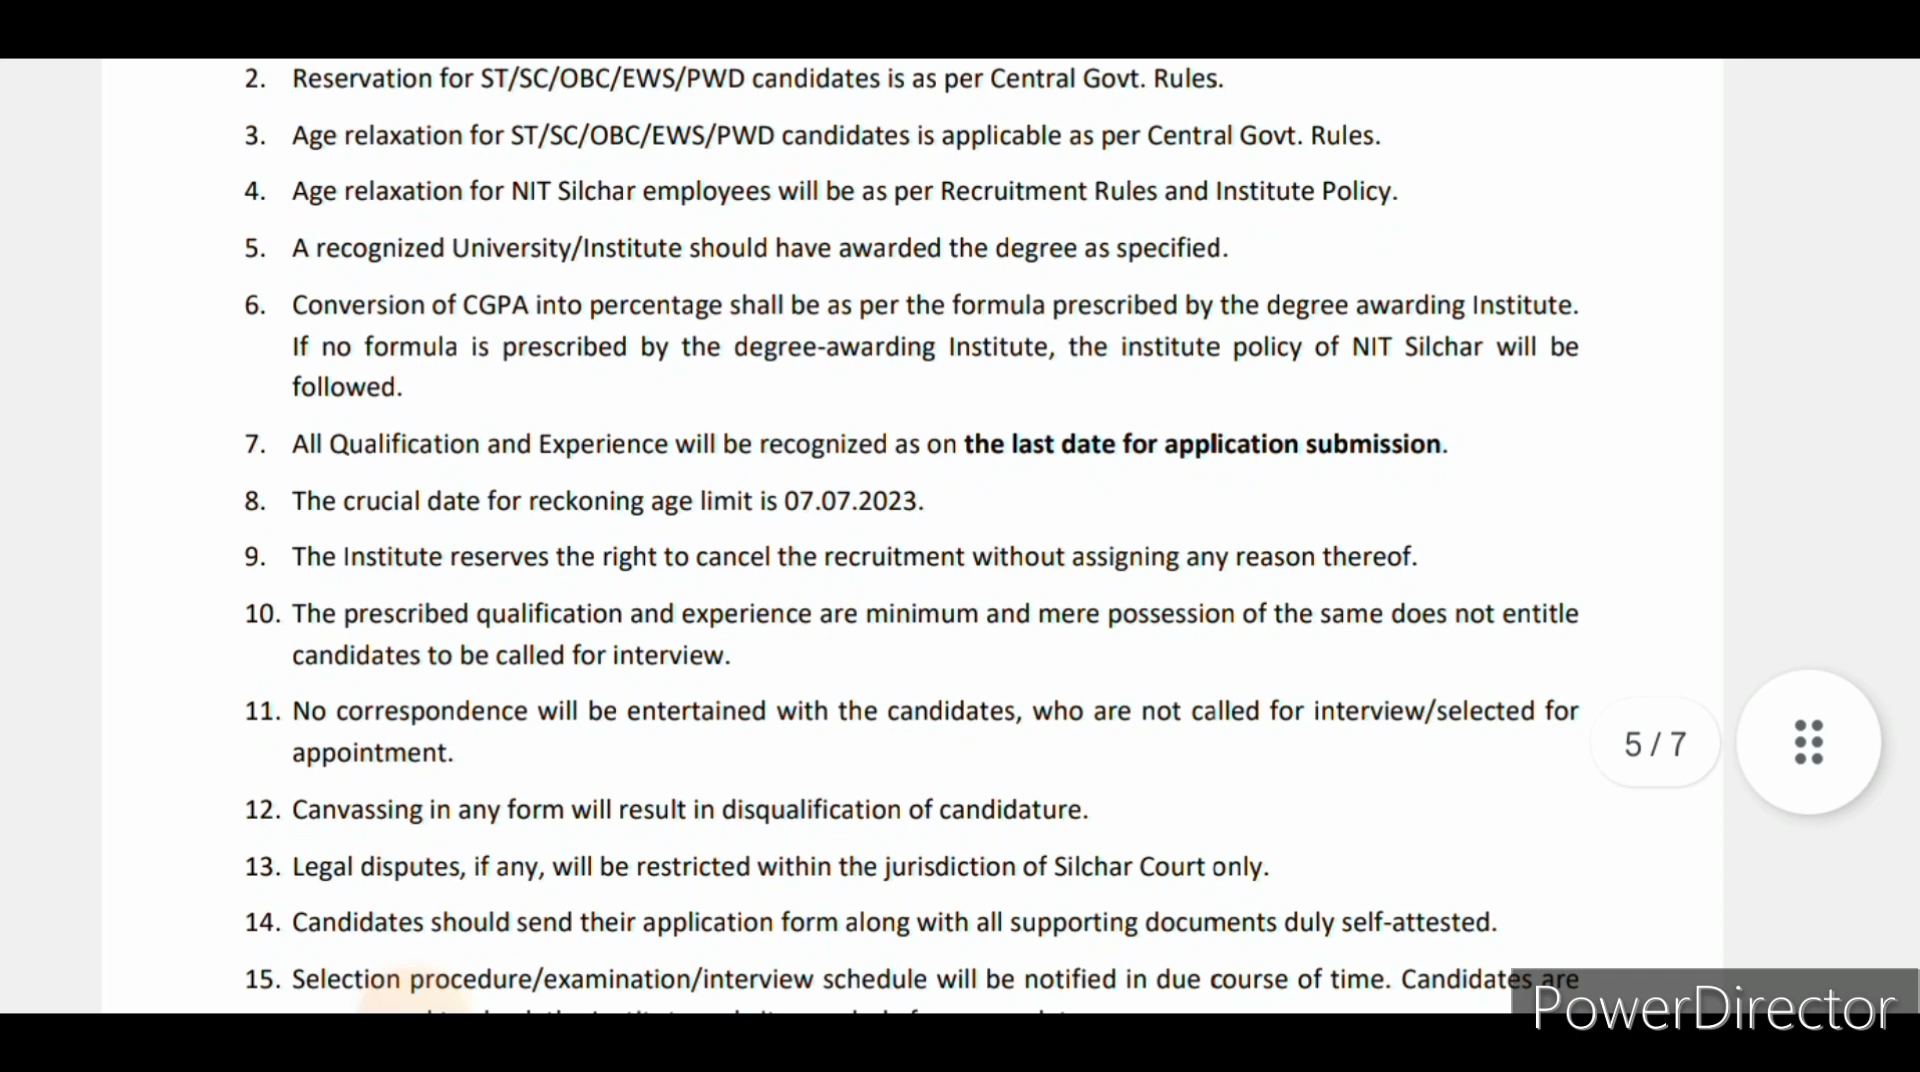 2. Reservation for ST/SC/OBC/EWS/PWD candidates is as per Central Govt. Rules.
3. Age relaxation for ST/SC/OBC/EWS/PWD candidates is applicable as per Central Govt. Rules.
4. Age relaxation for NIT Silchar employees will be as per Recruitment Rules and Institute Policy.
5. A recognized University/Institute should have awarded the degree as specified.
6. Conversion of CGPA into percentage shall be as per the formula prescribed by the degree awarding Institute.
If no formula is prescribed by the degree-awarding Institute, the institute policy of NIT Silchar will be
followed.
7. All Qualification and Experience will be recognized as on the last date for application submission.
8. The crucial date for reckoning age limit is 07.07.2023.
9. The Institute reserves the right to cancel the recruitment without assigning any reason thereof.
10. The prescribed qualification and experience are minimum and mere possession of the same does not entitle
candidates to be called for interview.
11. No correspondence will be entertained with the candidates, who are not called for interview/selected for
appointment.
5 / 7
12. Canvassing in any form will result in disqualification of candidature.
13. Legal disputes, if any, will be restricted within the jurisdiction of Silchar Court only.
14. Candidates should send their application form along with all supporting documents duly self-attested.
15. Selection procedure/examination/interview schedule will be notified in due course of time. Candidates are
PowerDirector